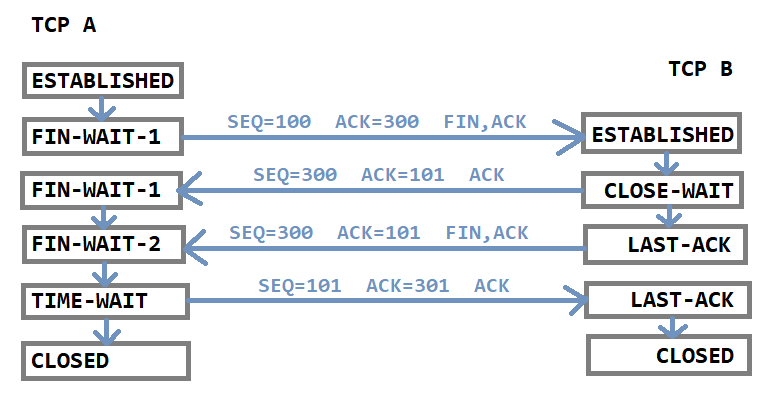 TCP A
TCP B
ESTABLISHED
SEQ=100 ACK=300 FIN,ACK
FIN-WAIT-1
ESTABLISHED
SEQ=300 ACK=101 ACK
FIN-WAIT-1
CLOSE-WAIT
SEQ=300 ACK=101 FIN,ACK
FIN-WAIT-2
LAST-ACK
SEQ=101 ACK=301 ACK
TIME-WAIT
LAST-ACK
CLOSED
CLOSED